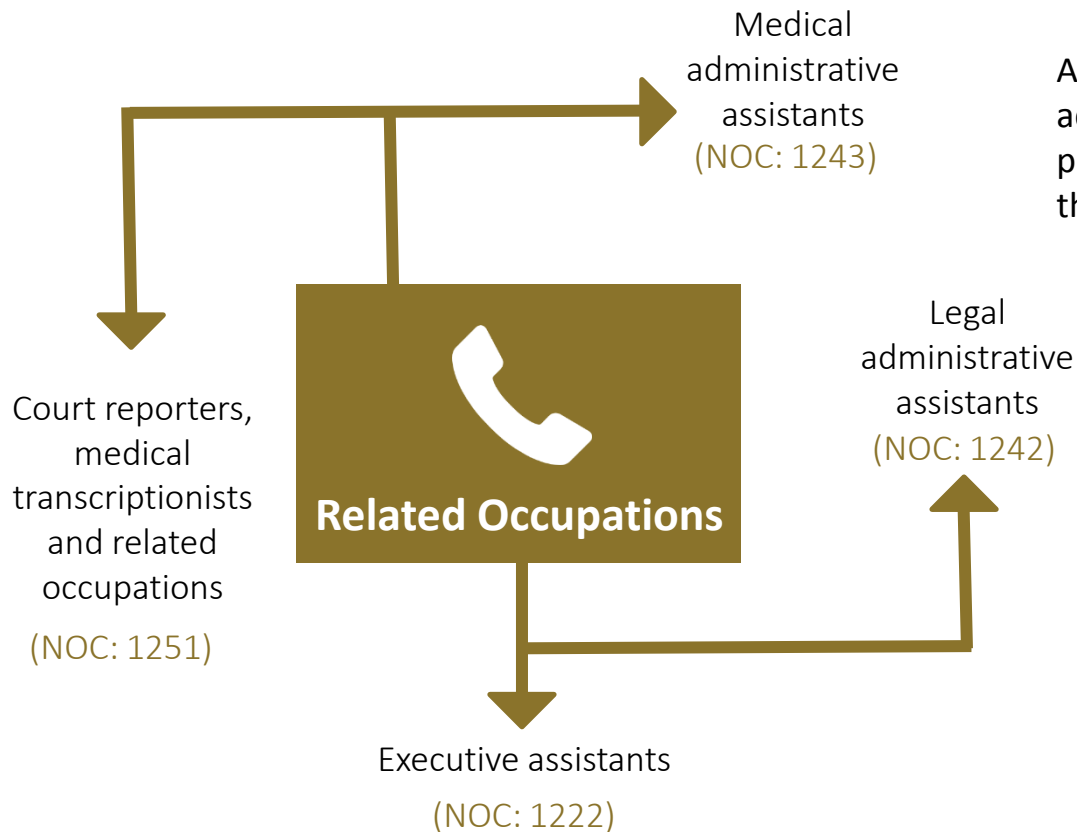 Medical
administrative
assistants
(NOC: 1243)
Legal
administrative
assistants
(NOC: 1242)
Court reporters,
medical
transcriptionists
and related
occupations
(NOC: 1251)
Related Occupations
Executive assistants
(NOC: 1222)